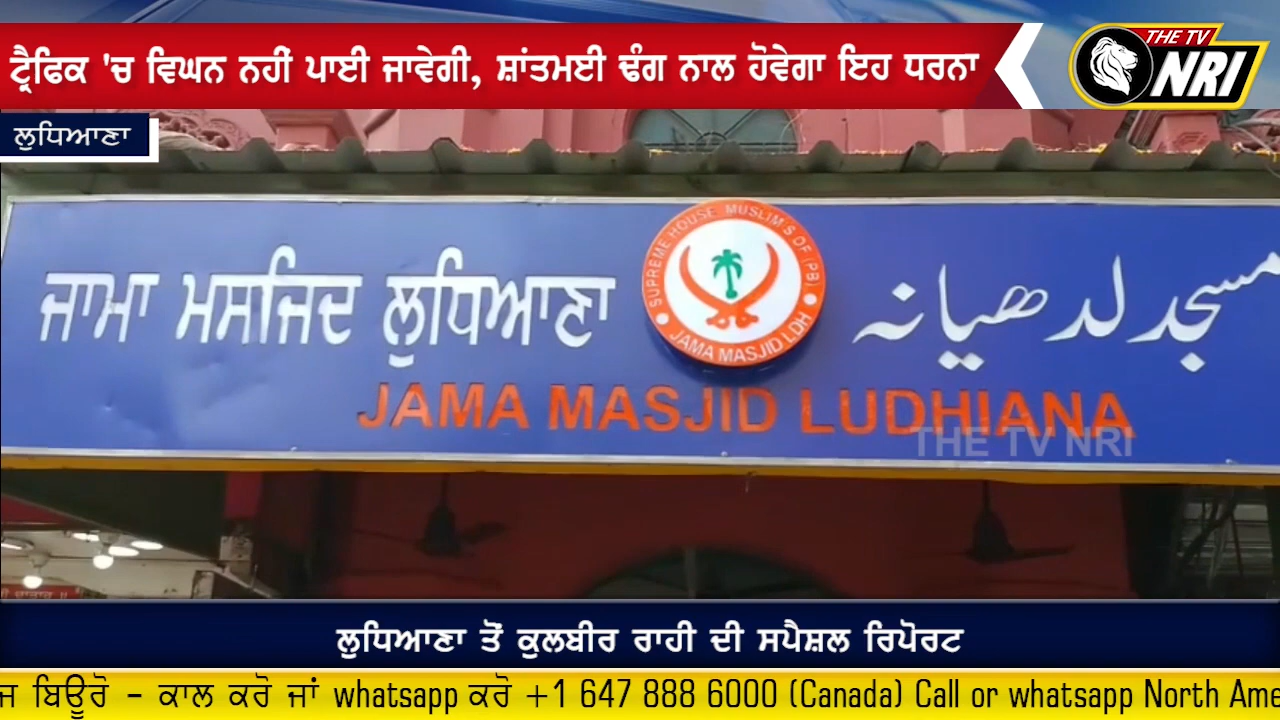 ਟ੍ਰੈਫਿਕ 'ਚ ਵਿਘਨ ਨਹੀਂ ਪਾਈ ਜਾਵੇਗੀ, ਸ਼ਾਂਤਮਈ ਢੰਗ ਨਾਲ ਹੋਵੇਗਾ ਇਹ ਧਰਨਾ
THE TV
NRI
ਲੁਧਿਆਣਾ
ਜਾਮਾ ਮਸਜਿਦ ਲੁਧਿਆਣਾ
SUPREME HOUSE MUSLIM'S OF (PB)
JAMA MASJID LDH
مسجد لدھیانہ
JAMA MASJID LUDHIANA
THE TV NRI
ਲੁਧਿਆਣਾ ਤੋਂ ਕੁਲਬੀਰ ਰਾਹੀ ਦੀ ਸਪੈਸ਼ਲ ਰਿਪੋਰਟ
ਜ ਬਿਊਰੋ - ਕਾਲ ਕਰੋ ਜਾਂ whatsapp ਕਰੋ +1 647 888 6000 (Canada) Call or whatsapp North Ame